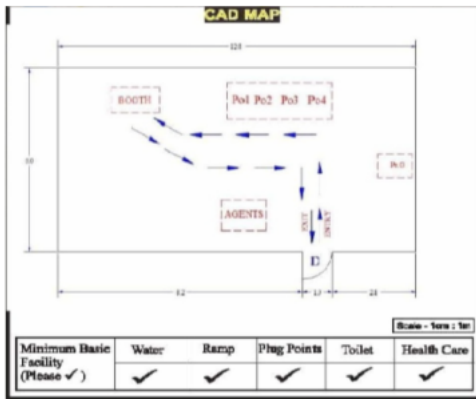 CAD MAP
BOOTH
Po1 Po2 Po3 Po4
AGENTS
EXIT
ENTRY
D
Scale - 1cm : 1m
Minimum Basic Facility (Please ✓) Water Ramp Plug Points Toilet Health Care
✓ ✓ ✓ ✓ ✓